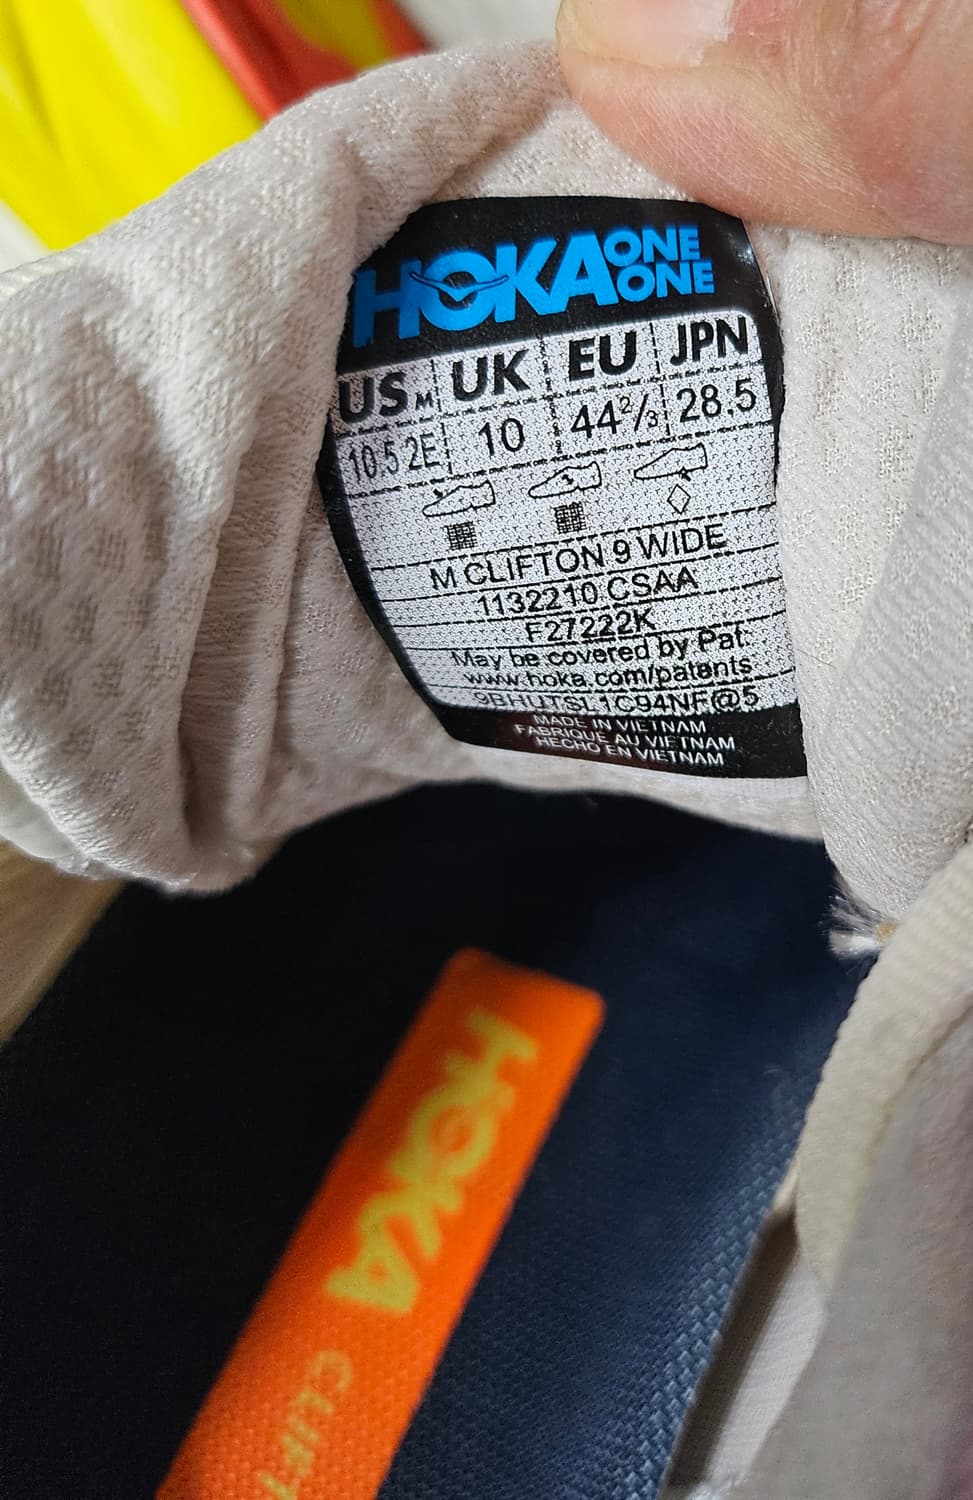 HOKA ONE ONE
US M UK EU JPN
10.5 2E 10 44 2/3 28.5
M CLIFTON 9 WIDE
1132210 CSAA
F27222K
May be covered by Pat.
www.hoka.com/patents
9BHUTSL1C94NF@5
MADE IN VIETNAM
FABRIQUÉ AU VIETNAM
HECHO EN VIETNAM
HOKA
CLIFT